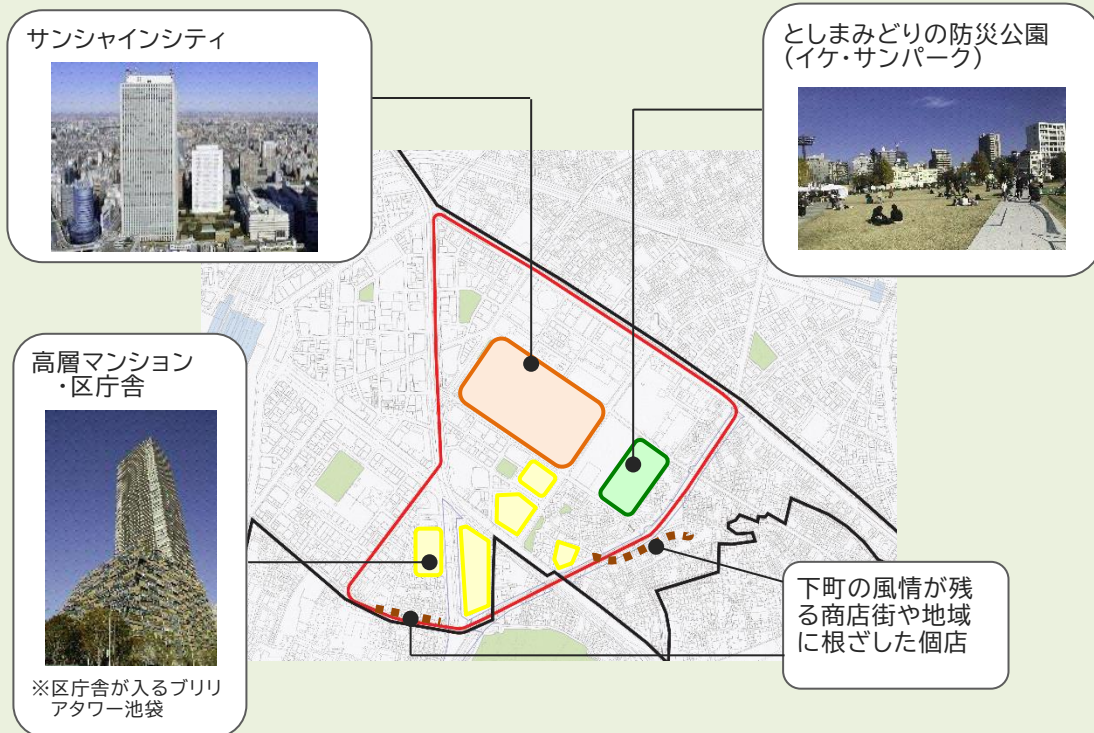 サンシャインシティ
としまみどりの防災公園
(イケ・サンパーク)
高層マンション
・区庁舎
※区庁舎が入るブリリ
アタワー池袋
下町の風情が残
る商店街や地域
に根ざした個店